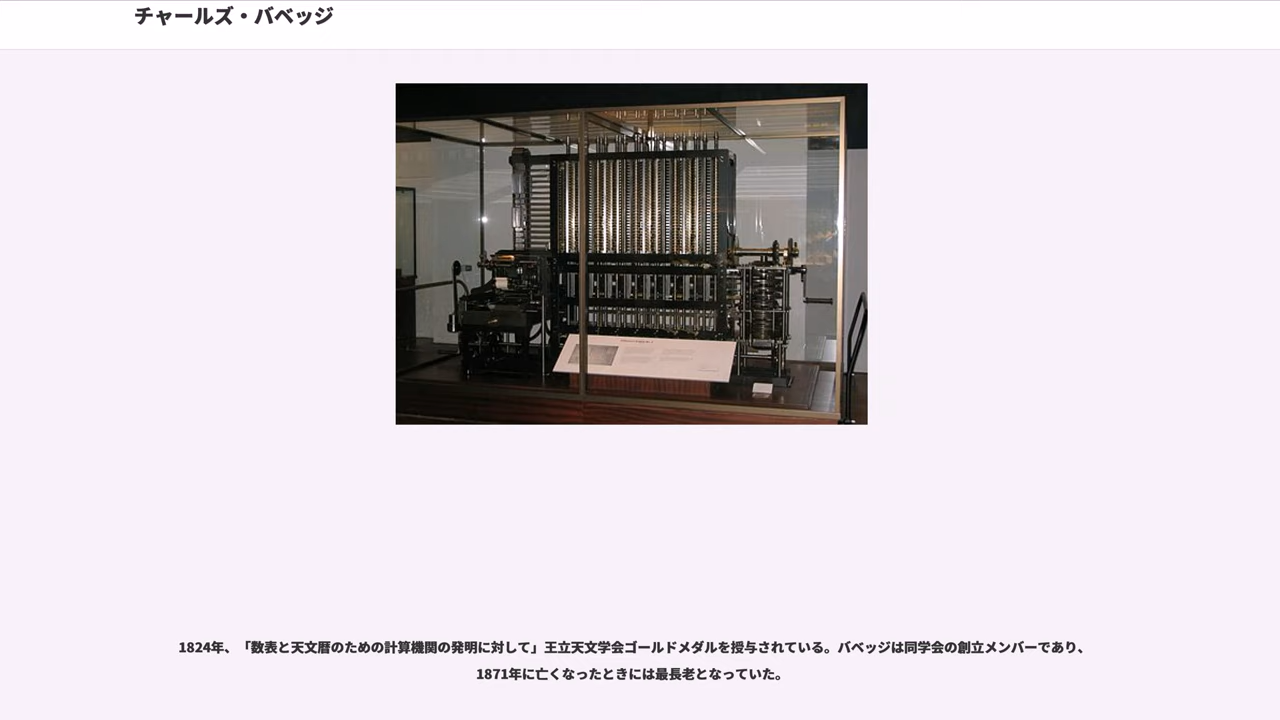 チャールズ・バベッジ
1824年、「数表と天文暦のための計算機関の発明に対して」王立天文学会ゴールドメダルを授与されている。バベッジは同学会の創立メンバーであり、
1871年に亡くなったときには最長老となっていた。